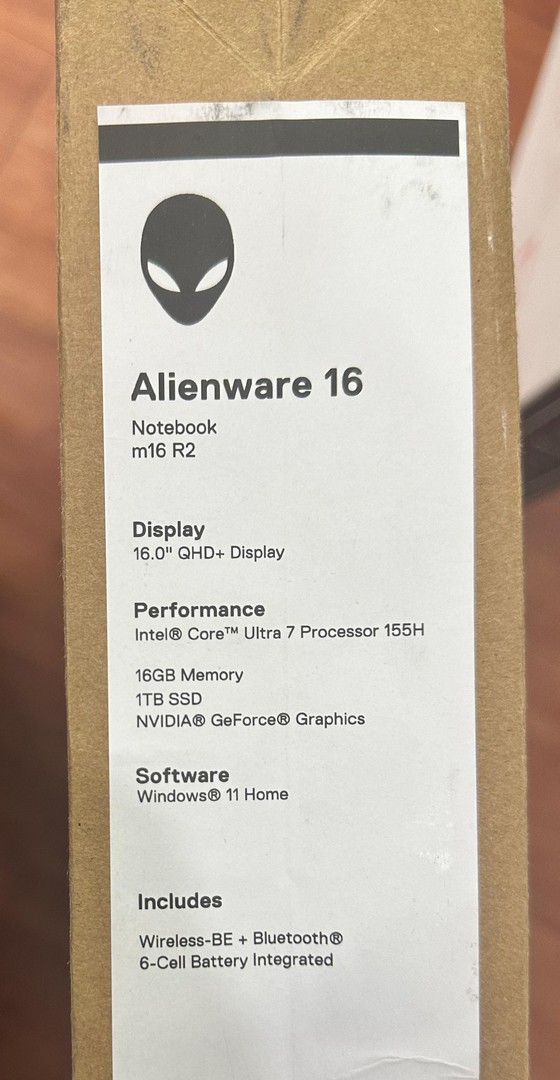 Alienware 16
Notebook
m16 R2
Display
16.0" QHD+ Display
Performance
Intel® Core™ Ultra 7 Processor 155H
16GB Memory
1TB SSD
NVIDIA® GeForce® Graphics
Software
Windows® 11 Home
Includes
Wireless-BE + Bluetooth®
6-Cell Battery Integrated